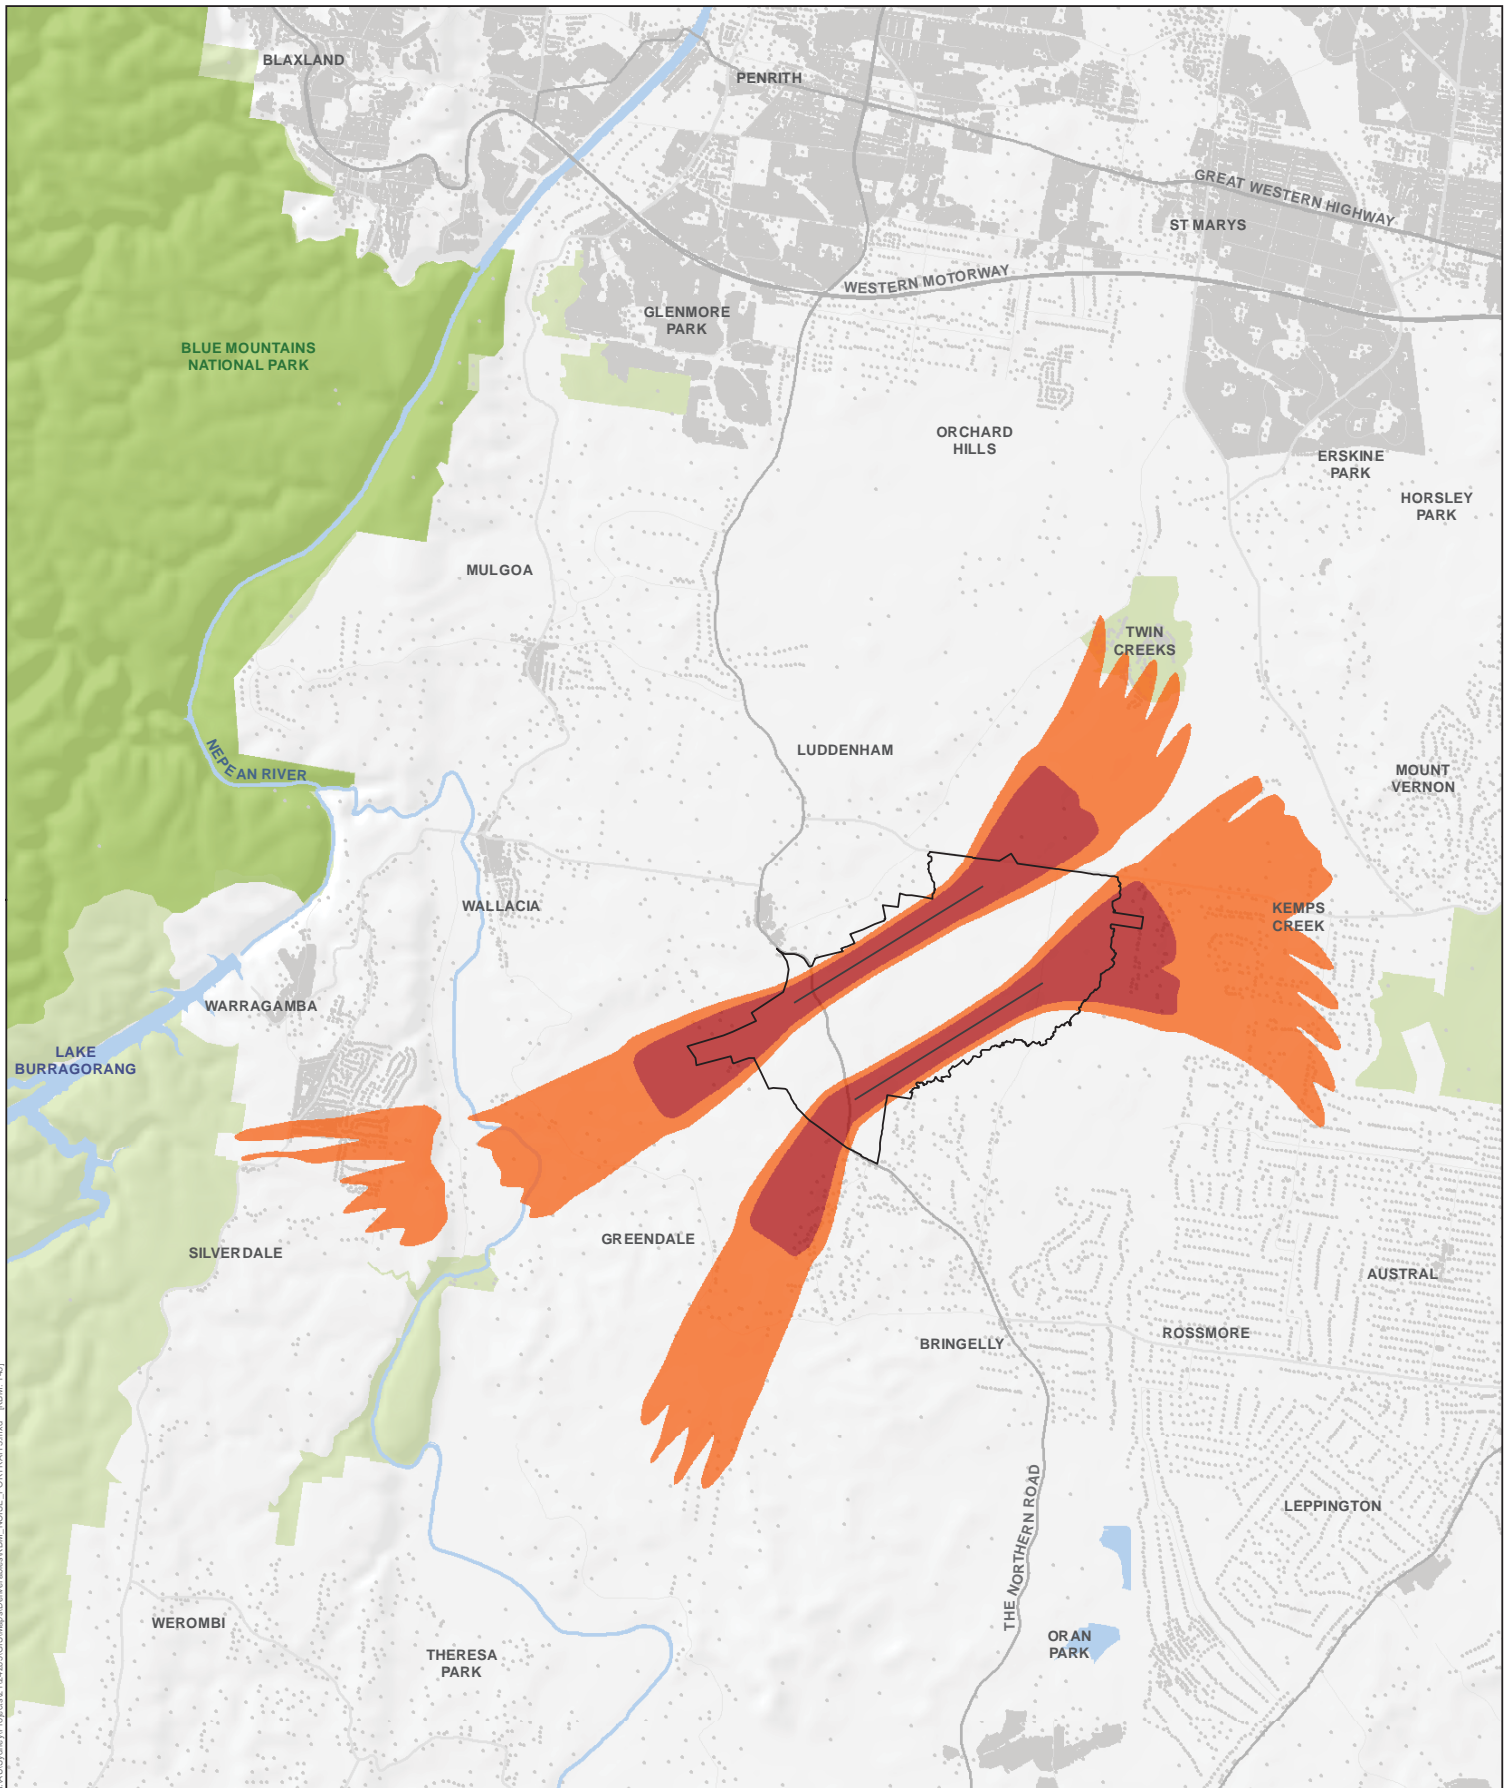 BLAXLAND
PENRITH
GREAT WESTERN HIGHWAY
ST MARYS
WESTERN MOTORWAY
GLENMORE
PARK
BLUE MOUNTAINS
NATIONAL PARK
ORCHARD
HILLS
ERSKINE
PARK
HORSLEY
PARK
MULGOA
TWIN
CREEKS
LUDDENHAM
NEPEAN RIVER
MOUNT
VERNON
WALLACIA
KEMPS
CREEK
WARRAGAMBA
LAKE
BURRAGORANG
GREENDALE
SILVERDALE
AUSTRAL
ROSSMORE
BRINGELLY
LEPPINGTON
THE NORTHERN ROAD
WEROMBI
ORAN
PARK
THERESA
PARK